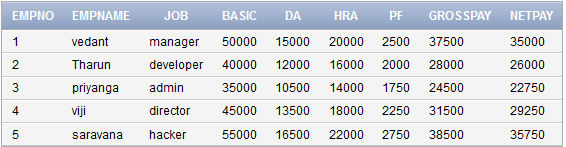 EMPNO EMPNAME JOB BASIC DA HRA PF GROSSPAY NETPAY
1 vedant manager 50000 15000 20000 2500 37500 35000
2 Tharun developer 40000 12000 16000 2000 28000 26000
3 priyanga admin 35000 10500 14000 1750 24500 22750
4 viji director 45000 13500 18000 2250 31500 29250
5 saravana hacker 55000 16500 22000 2750 38500 35750